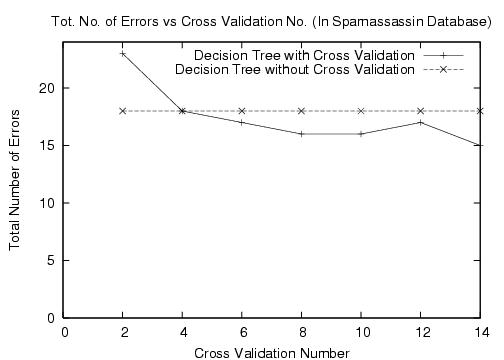 Tot. No. of Errors vs Cross Validation No. (In Spamassassin Database)
Decision Tree with Cross Validation
Decision Tree without Cross Validation
Total Number of Errors
20
15
10
5
0
0 2 4 6 8 10 12 14
Cross Validation Number